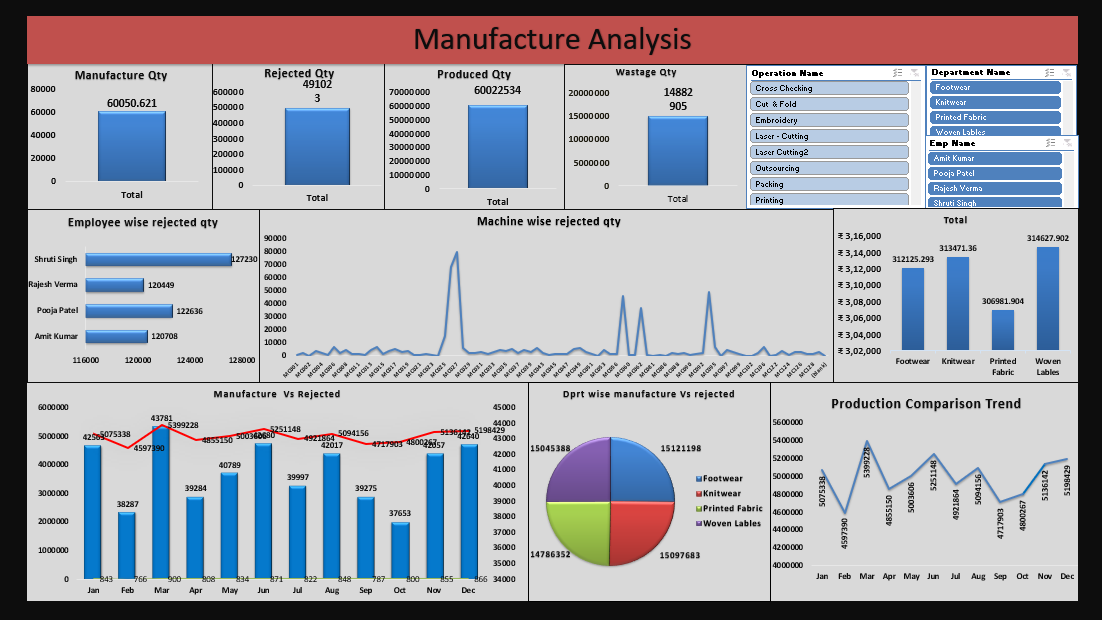 Manufacture Analysis
Manufacture Qty
80000
60000
40000
20000
0
60050.621
Total
Rejected Qty
49102
3
600000
500000
400000
300000
200000
100000
0
Total
Produced Qty
60022534
70000000
60000000
50000000
40000000
30000000
20000000
10000000
0
Total
Wastage Qty
14882
905
20000000
15000000
10000000
5000000
0
Total
Operation Name
Cross Checking
Cut & Fold
Embroidery
Laser - Cutting
Laser Cutting2
Outsourcing
Packing
Printing
Department Name
Footwear
Knitwear
Printed Fabric
Woven Lables
Emp Name
Amit Kumar
Pooja Patel
Rajesh Verma
Shruti Singh
Employee wise rejected qty
Shruti Singh 127230
Rajesh Verma 120449
Pooja Patel 122636
Amit Kumar 120708
116000 120000 124000 128000
Machine wise rejected qty
90000
80000
70000
60000
50000
40000
30000
20000
10000
0
Total
₹ 3,16,000
₹ 3,14,000
₹ 3,12,000
₹ 3,10,000
₹ 3,08,000
₹ 3,06,000
₹ 3,04,000
₹ 3,02,000
312125.293
313471.36
306981.904
314627.902
Footwear Knitwear Printed Fabric Woven Lables
Manufacture Vs Rejected
6000000
5000000
4000000
3000000
2000000
1000000
0
45000
44000
43000
42000
41000
40000
39000
38000
37000
36000
35000
34000
5075338
4597390
5399228
4855150
5003606
5251148
4921864
5094156
4717903
4800267
5136142
5198429
38287
43781
39284
40789
39997
42017
39275
37653
42640
843 766 900 808 834 871 822 848 787 800 855 866
Jan Feb Mar Apr May Jun Jul Aug Sep Oct Nov Dec
Dprt wise manufacture Vs rejected
15045388
15121198
14786352
15097683
Footwear
Knitwear
Printed Fabric
Woven Lables
Production Comparison Trend
5600000
5400000
5200000
5000000
4800000
4600000
4400000
4200000
4000000
5075338
4597390
5399228
4855150
5003606
5251148
4921864
5094156
4717903
4800267
5136142
5198429
Jan Feb Mar Apr May Jun Jul Aug Sep Oct Nov Dec